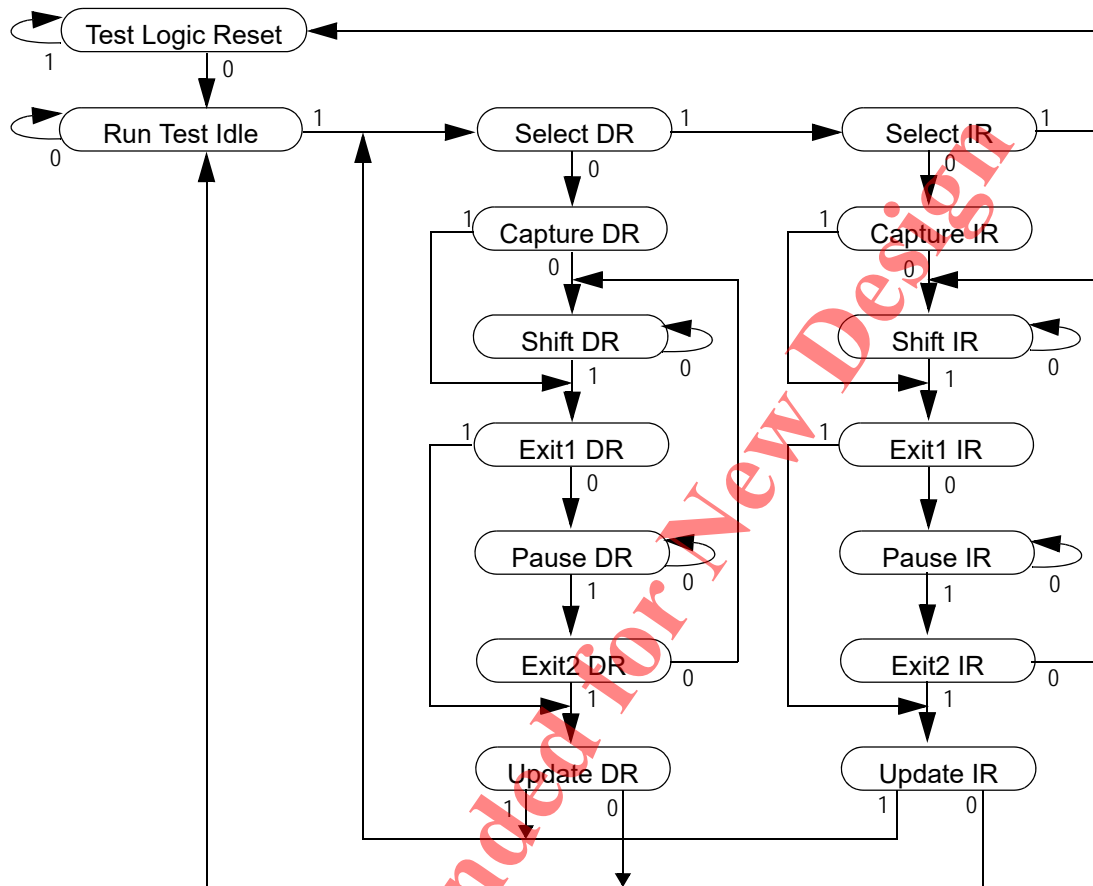 Test Logic Reset
1
0
Run Test Idle
1
0
Select DR
1
0
Select IR
1
0
1
Capture DR
0
1
Capture IR
0
Shift DR
0
1
Shift IR
0
1
1
Exit1 DR
0
1
Exit1 IR
0
Pause DR
0
1
Pause IR
0
1
Exit2 DR
0
1
Exit2 IR
0
1
Update DR
1
0
Update IR
1
0
nded for New Design